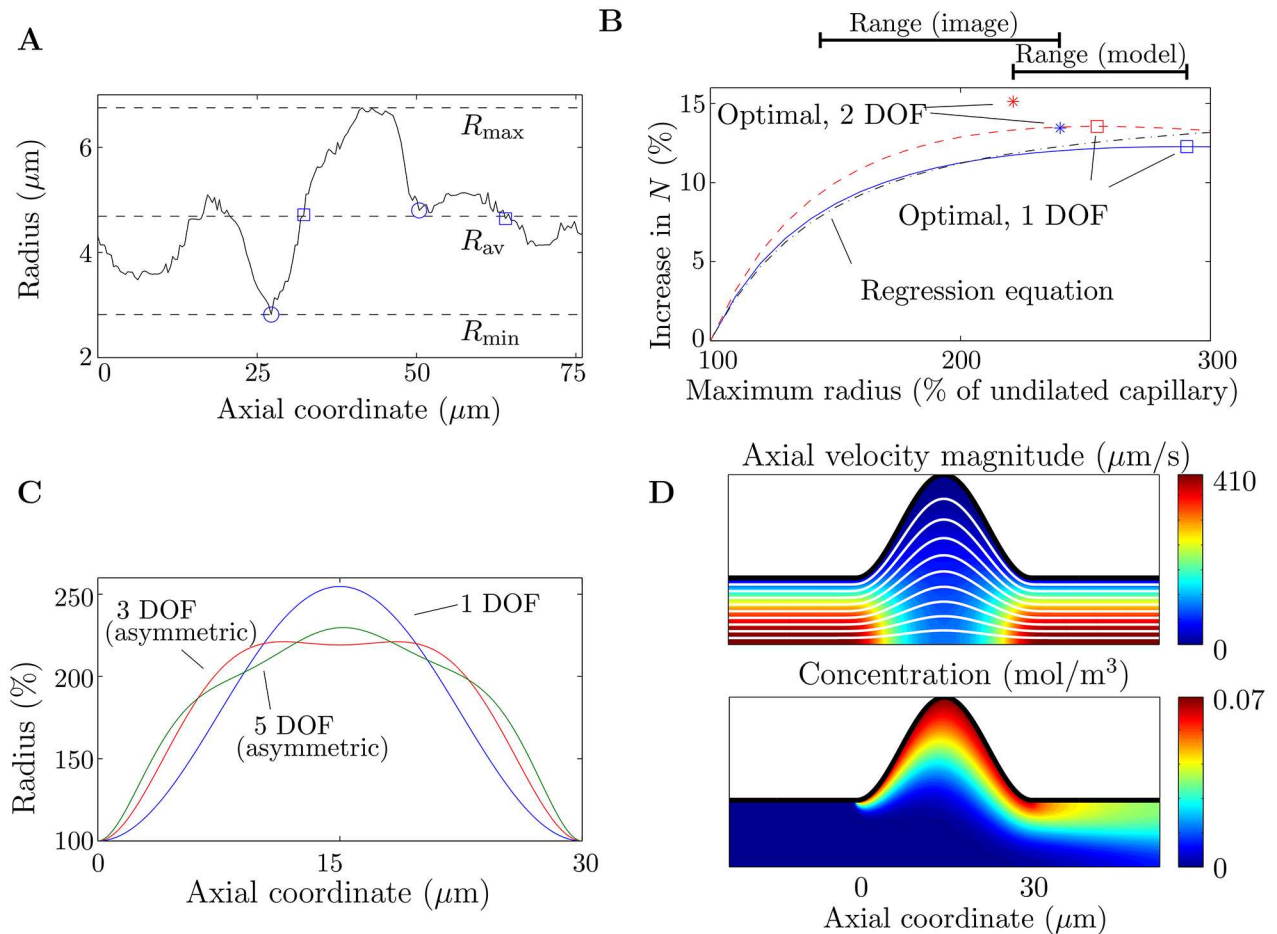 A
Radius (μm)
6
4
2
R_max
R_av
R_min
0
25
50
75
Axial coordinate (μm)
B
Range (image)
Range (model)
Increase in N (%)
15
10
5
0
Optimal, 2 DOF
Optimal, 1 DOF
Regression equation
100
200
300
Maximum radius (% of undilated capillary)
C
Radius (%)
250
200
150
100
3 DOF
(asymmetric)
1 DOF
5 DOF
(asymmetric)
0
15
30
Axial coordinate (μm)
D
Axial velocity magnitude (μm/s)
410
0
Concentration (mol/m³)
0.07
0
0
30
Axial coordinate (μm)